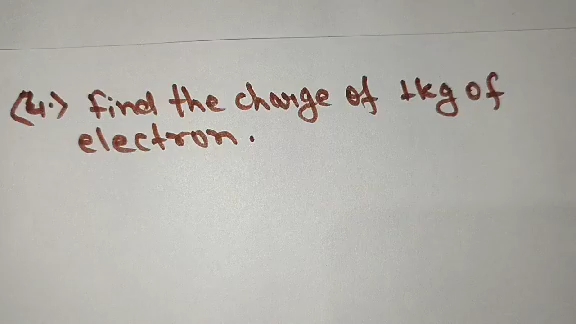 (4.) find the charge of 1kg of
electron.